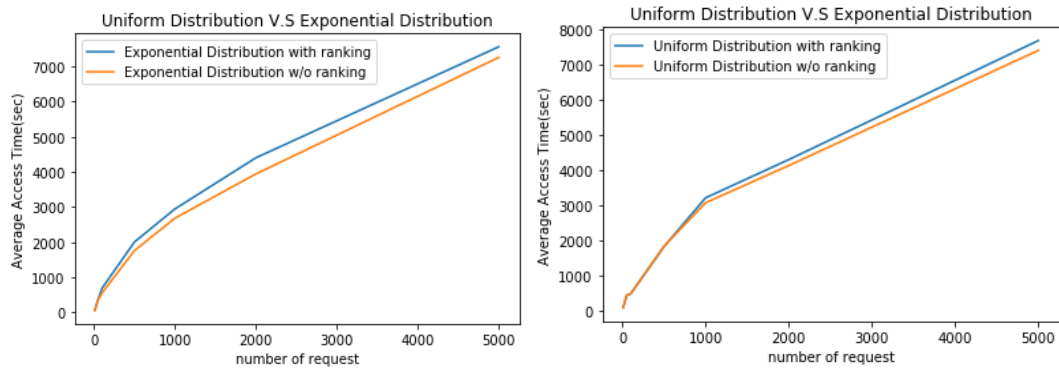 Uniform Distribution V.S Exponential Distribution
Exponential Distribution with ranking
Exponential Distribution w/o ranking
Average Access Time(sec)
7000
6000
5000
4000
3000
2000
1000
0
0
1000
2000
3000
4000
5000
number of request
Uniform Distribution V.S Exponential Distribution
Uniform Distribution with ranking
Uniform Distribution w/o ranking
Average Access Time(sec)
8000
7000
6000
5000
4000
3000
2000
1000
0
0
1000
2000
3000
4000
5000
number of request